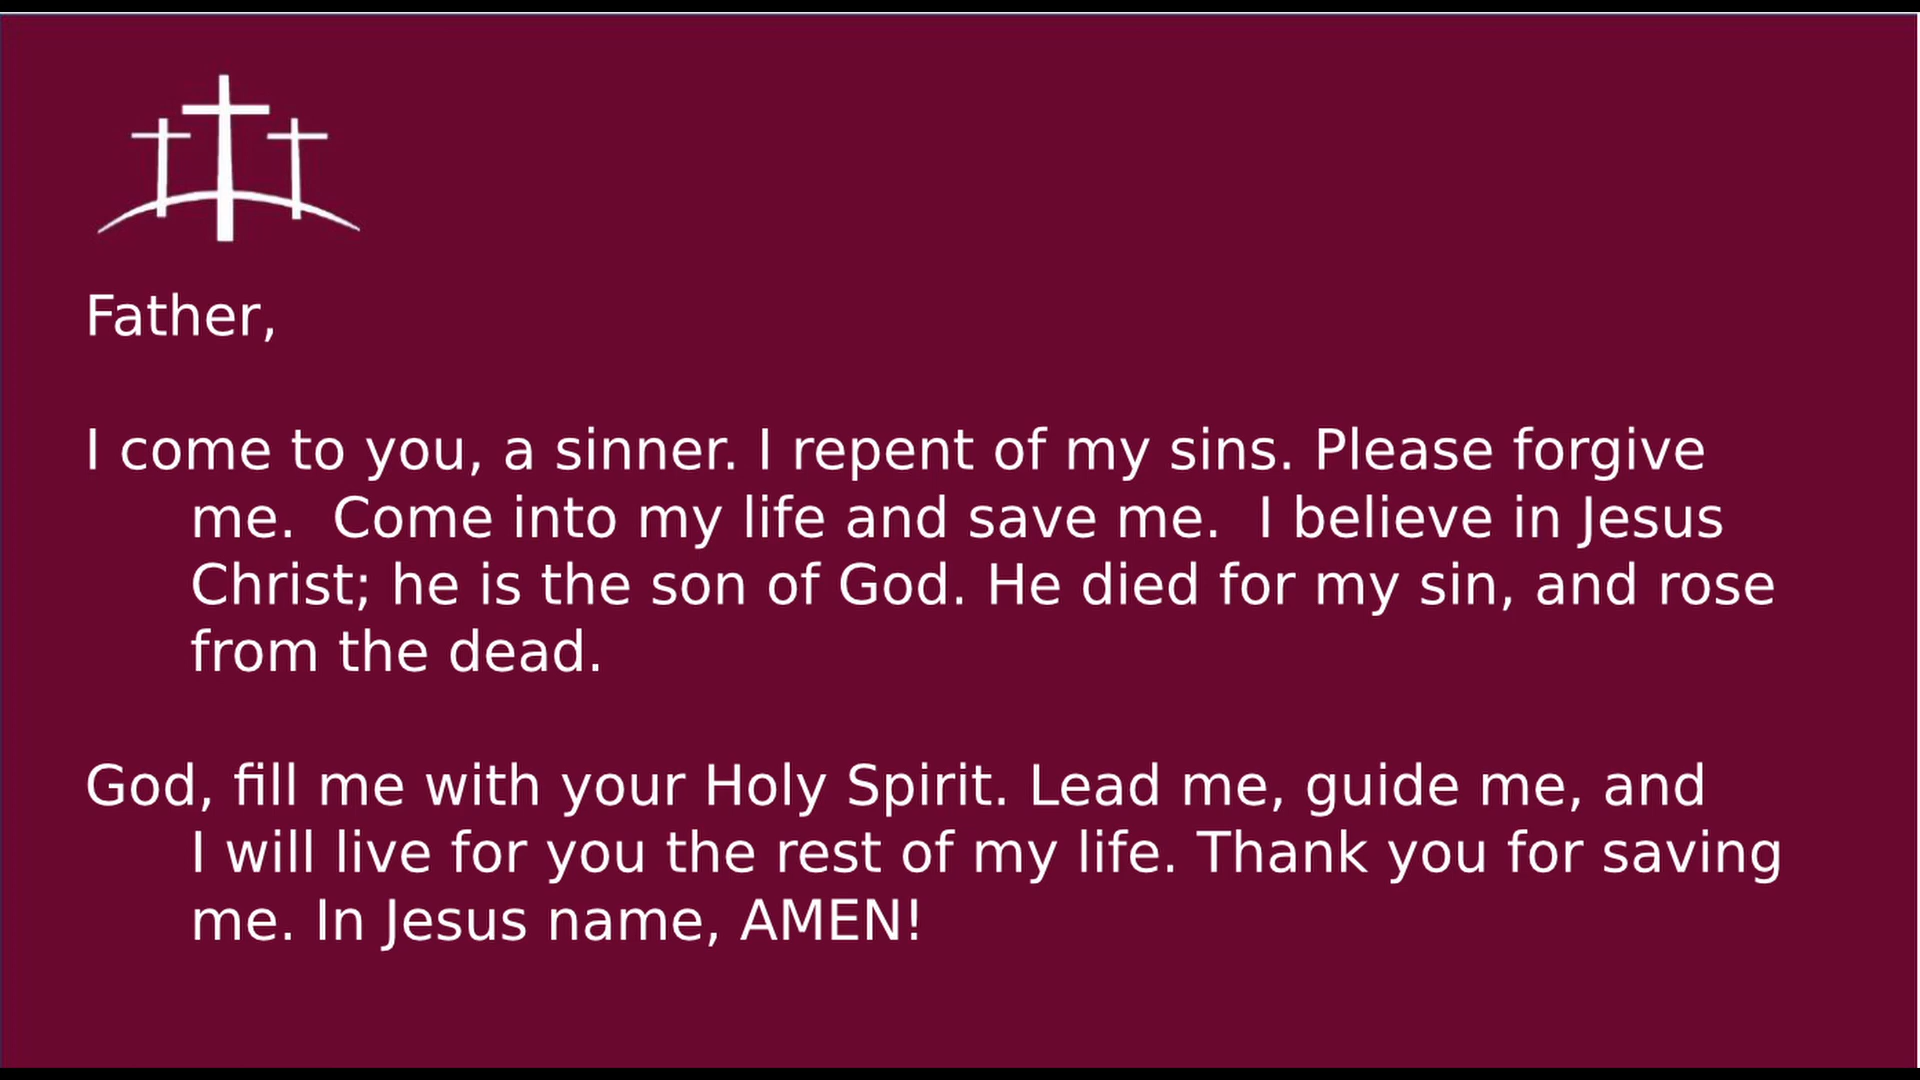 Father,
I come to you, a sinner. I repent of my sins. Please forgive
me.  Come into my life and save me.  I believe in Jesus
Christ; he is the son of God. He died for my sin, and rose
from the dead.
God, fill me with your Holy Spirit. Lead me, guide me, and
I will live for you the rest of my life. Thank you for saving
me. In Jesus name, AMEN!